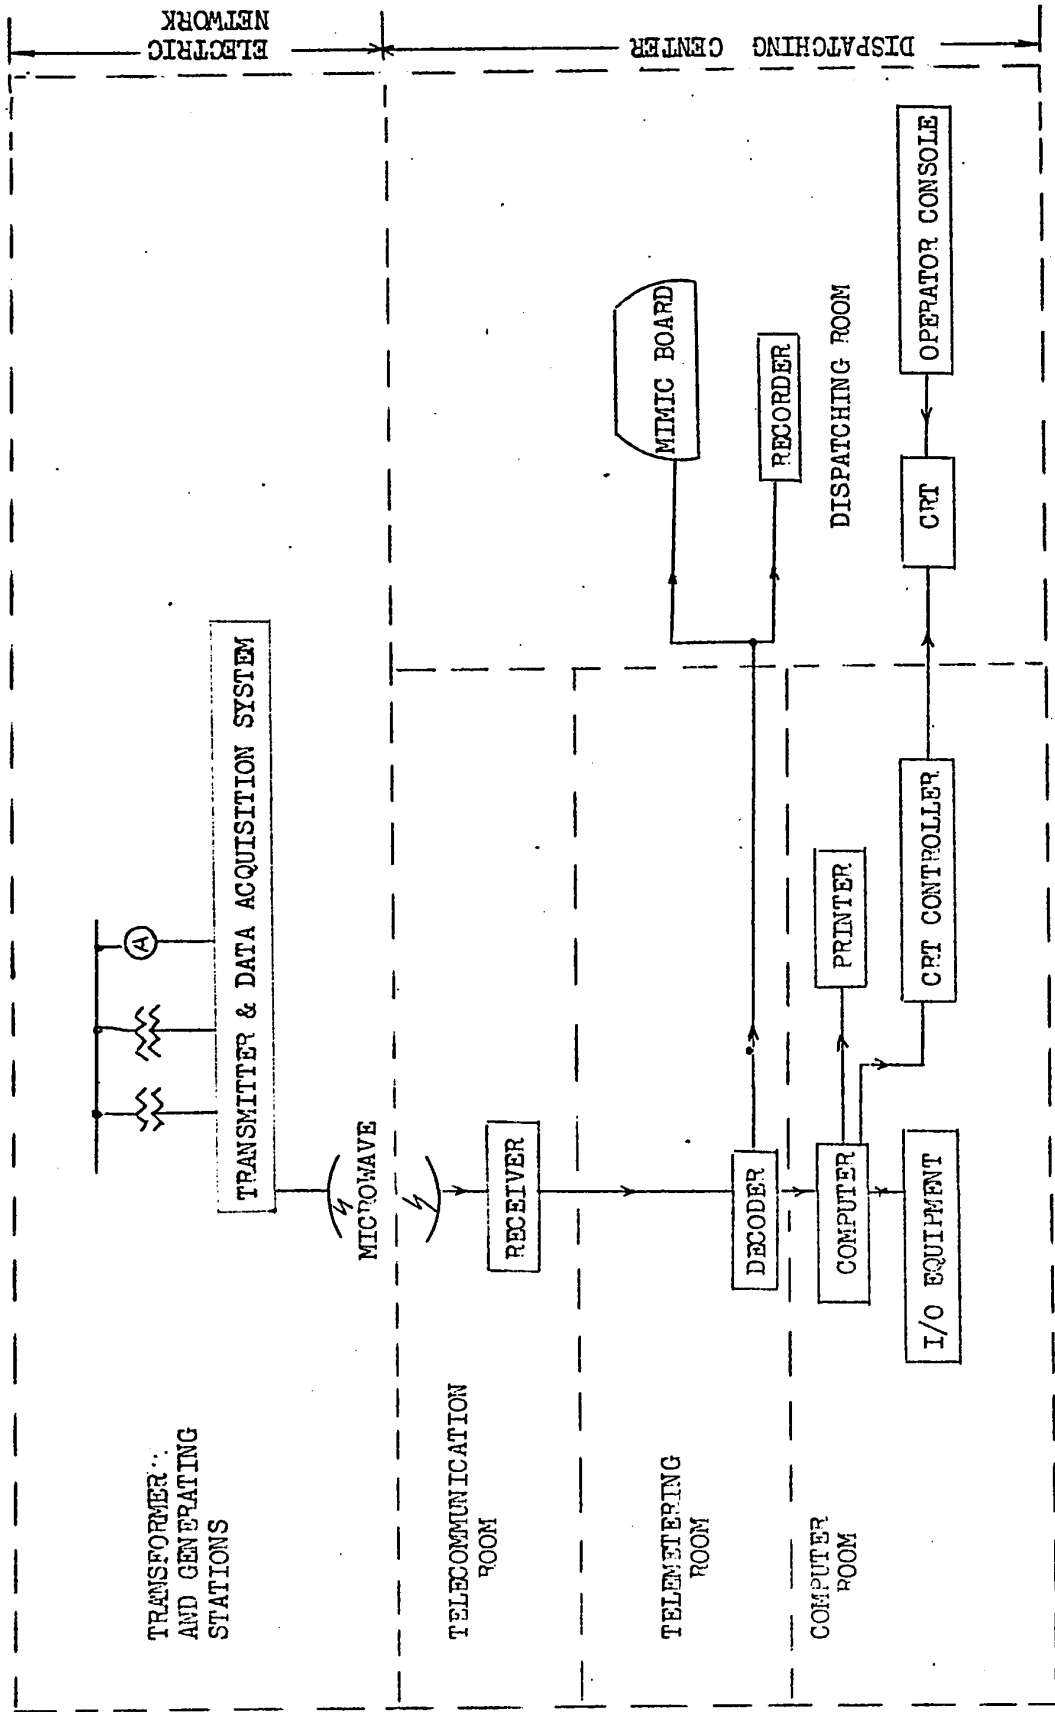 TRANSFORMER
AND GENERATING
STATIONS
TRANSMITTER & DATA ACQUISITION SYSTEM
A
MICROWAVE
ELECTRIC
NETWORK
TELECOMMUNICATION
ROOM
RECEIVER
TELEMETERING
ROOM
DECODER
COMPUTER
ROOM
COMPUTER
PRINTER
I/O EQUIPMENT
CRT CONTROLLER
MIMIC BOARD
RECORDER
DISPATCHING ROOM
CRT
OPERATOR CONSOLE
DISPATCHING CENTER